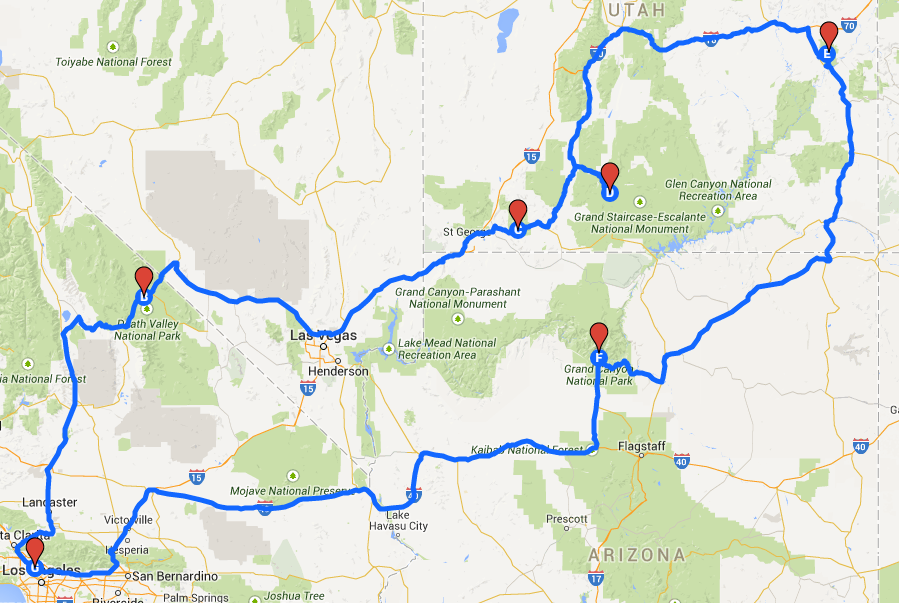 UTAH
70
Toiyabe National Forest
70
E
15
Glen Canyon National
Recreation Area
Grand Staircase-Escalante
National Monument
St George
Grand Canyon-Parashant
National Monument
Death Valley
National Park
Las Vegas
Lake Mead National
Recreation Area
Henderson
15
F
Grand Canyon
National Park
ia National Forest
Kaibab National Forest
Flagstaff
40
40
15
Mojave National Preserve
40
Lancaster
Victorville
Lake
Havasu City
Prescott
ta Clarita
Hesperia
ARIZONA
Los Angeles
San Bernardino
17
Riverside
Palm Springs
Joshua Tree